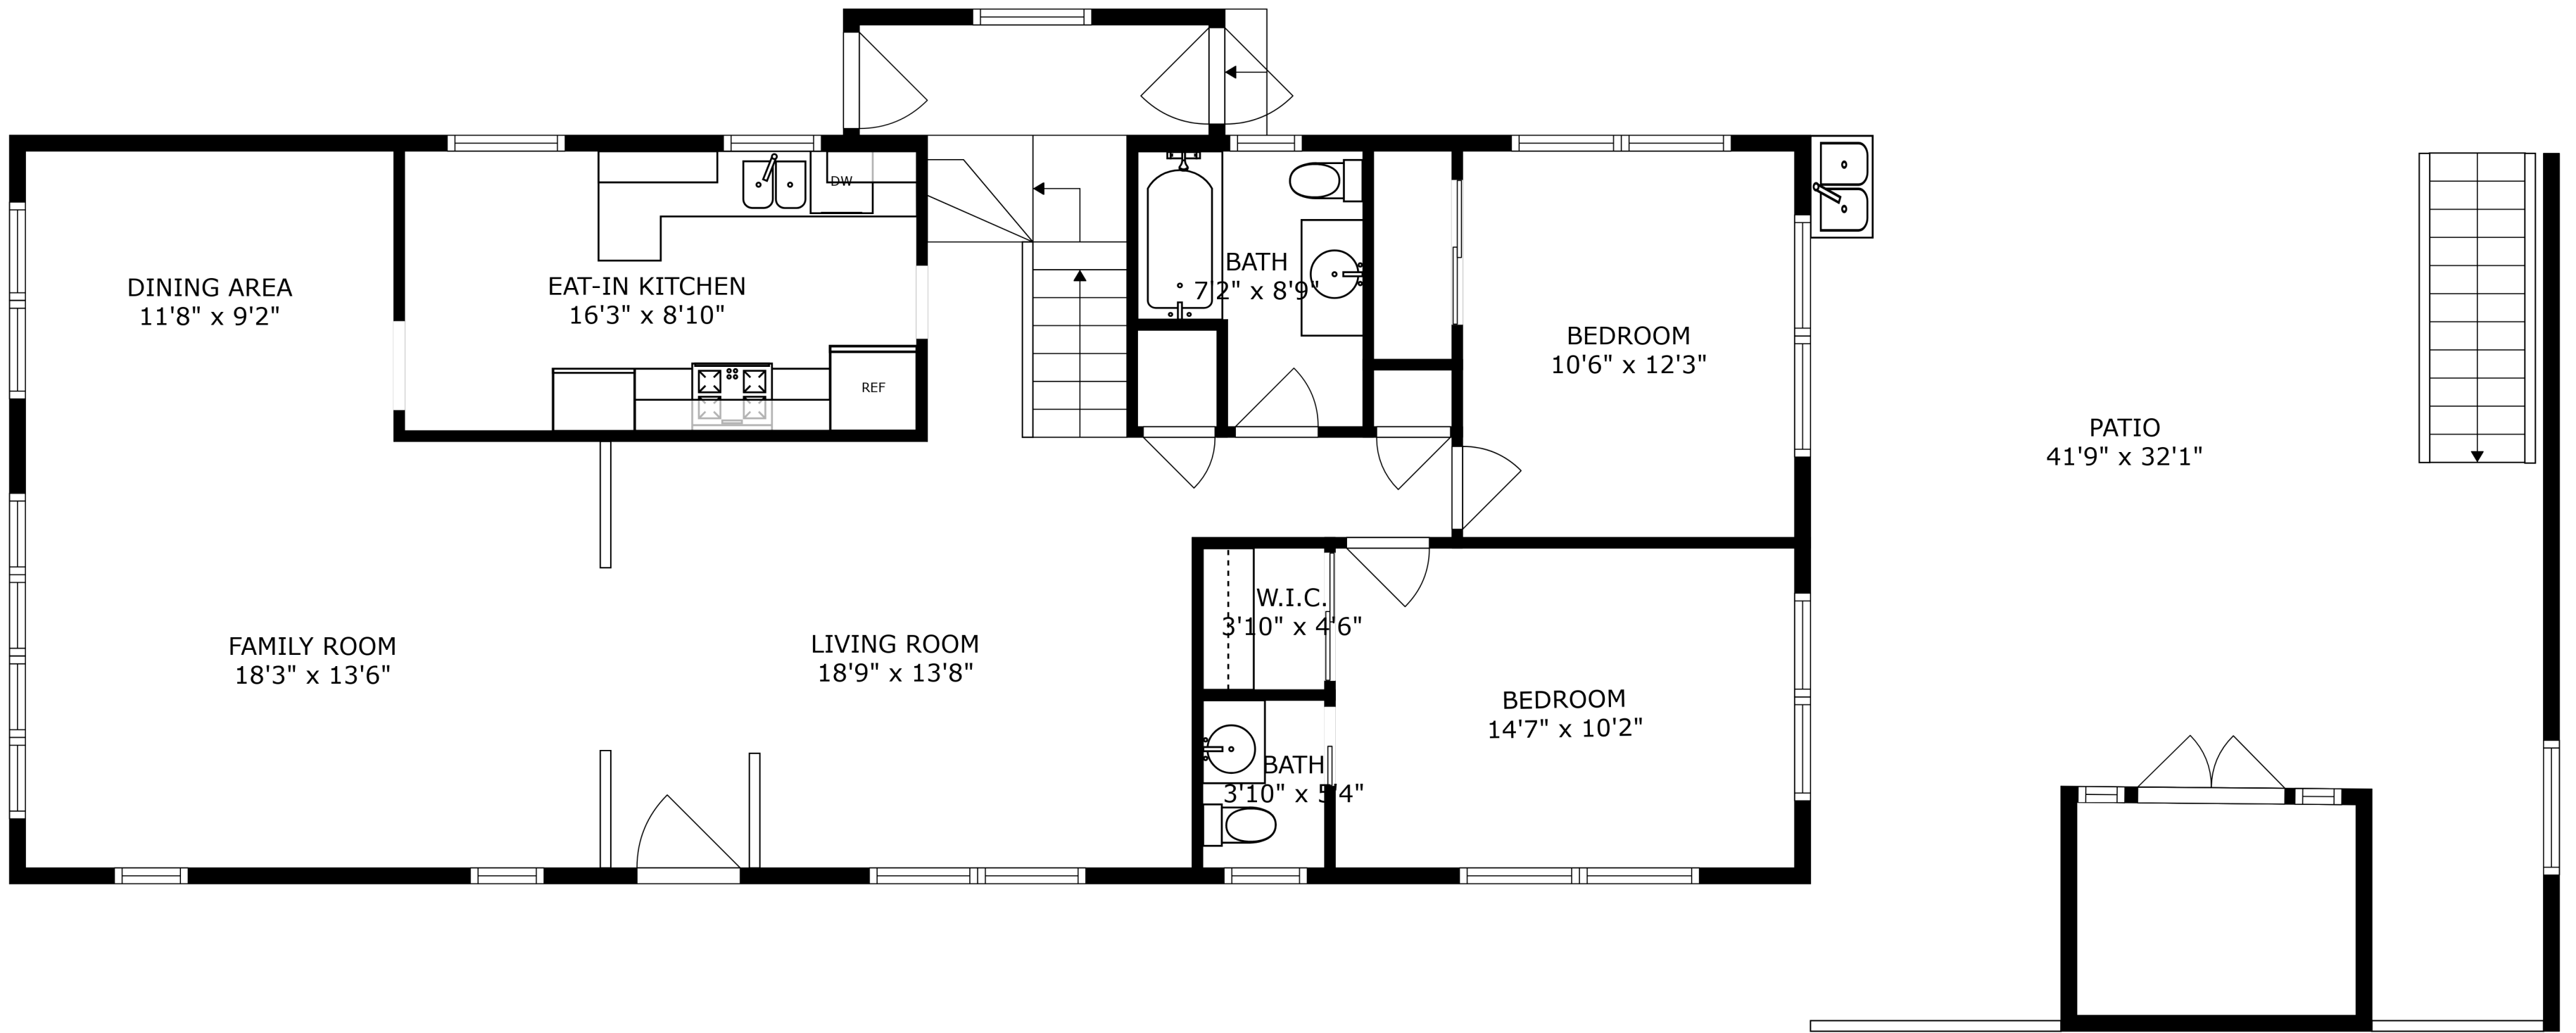 DW
DINING AREA
11'8" x 9'2"
EAT-IN KITCHEN
16'3" x 8'10"
BATH
7'2" x 8'9"
BEDROOM
10'6" x 12'3"
REF
PATIO
41'9" x 32'1"
FAMILY ROOM
18'3" x 13'6"
LIVING ROOM
18'9" x 13'8"
W.I.C.
3'10" x 4'6"
BEDROOM
14'7" x 10'2"
BATH
3'10" x 5'4"